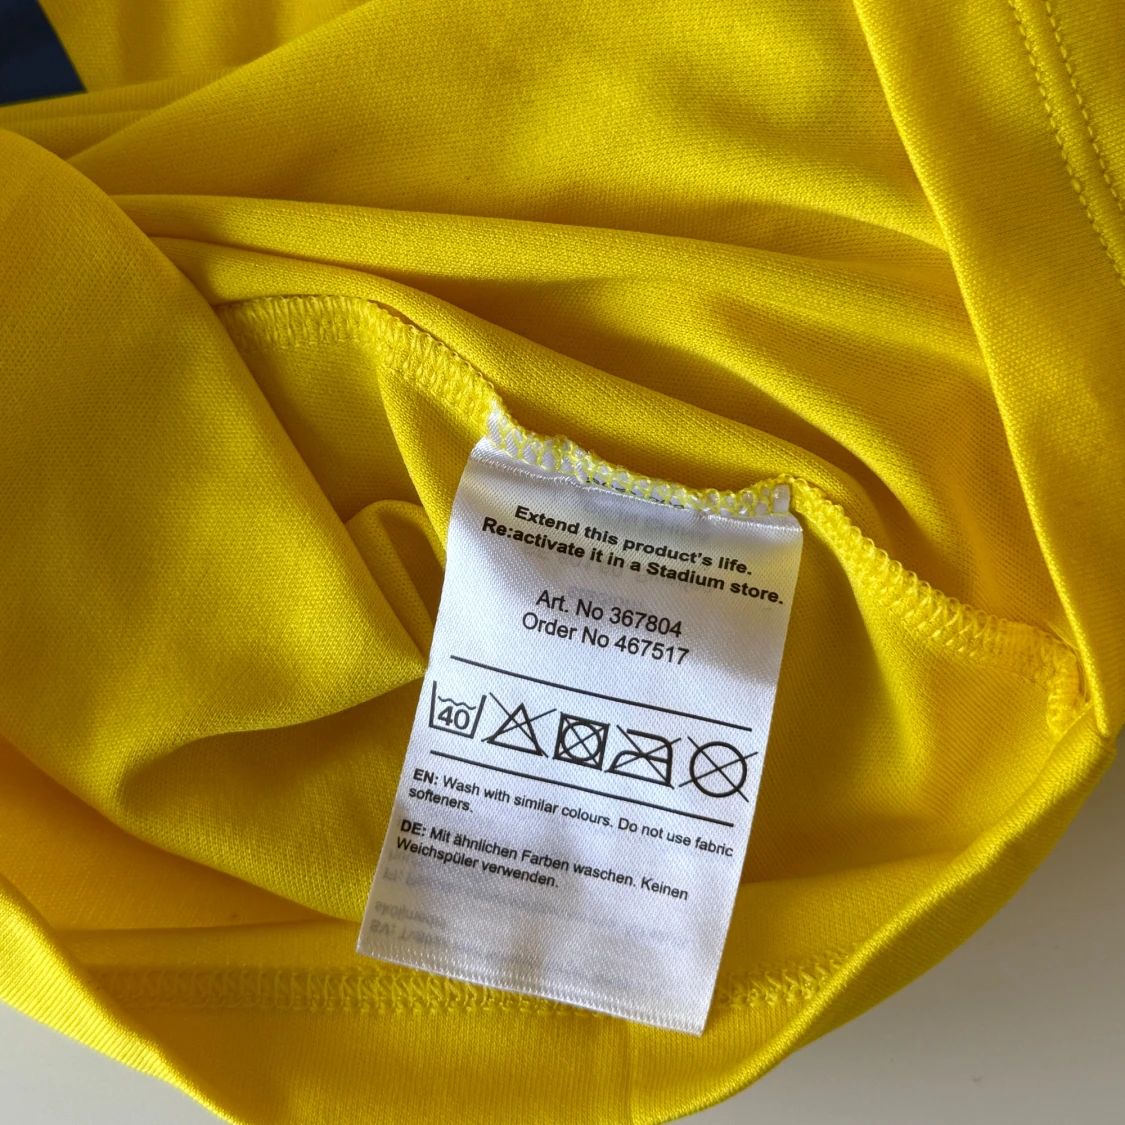 Extend this product's life.
Re:activate it in a Stadium store.
Art. No 367804
Order No 467517
40
EN: Wash with similar colours. Do not use fabric
softeners.
DE: Mit ähnlichen Farben waschen. Keinen
Weichspüler verwenden.